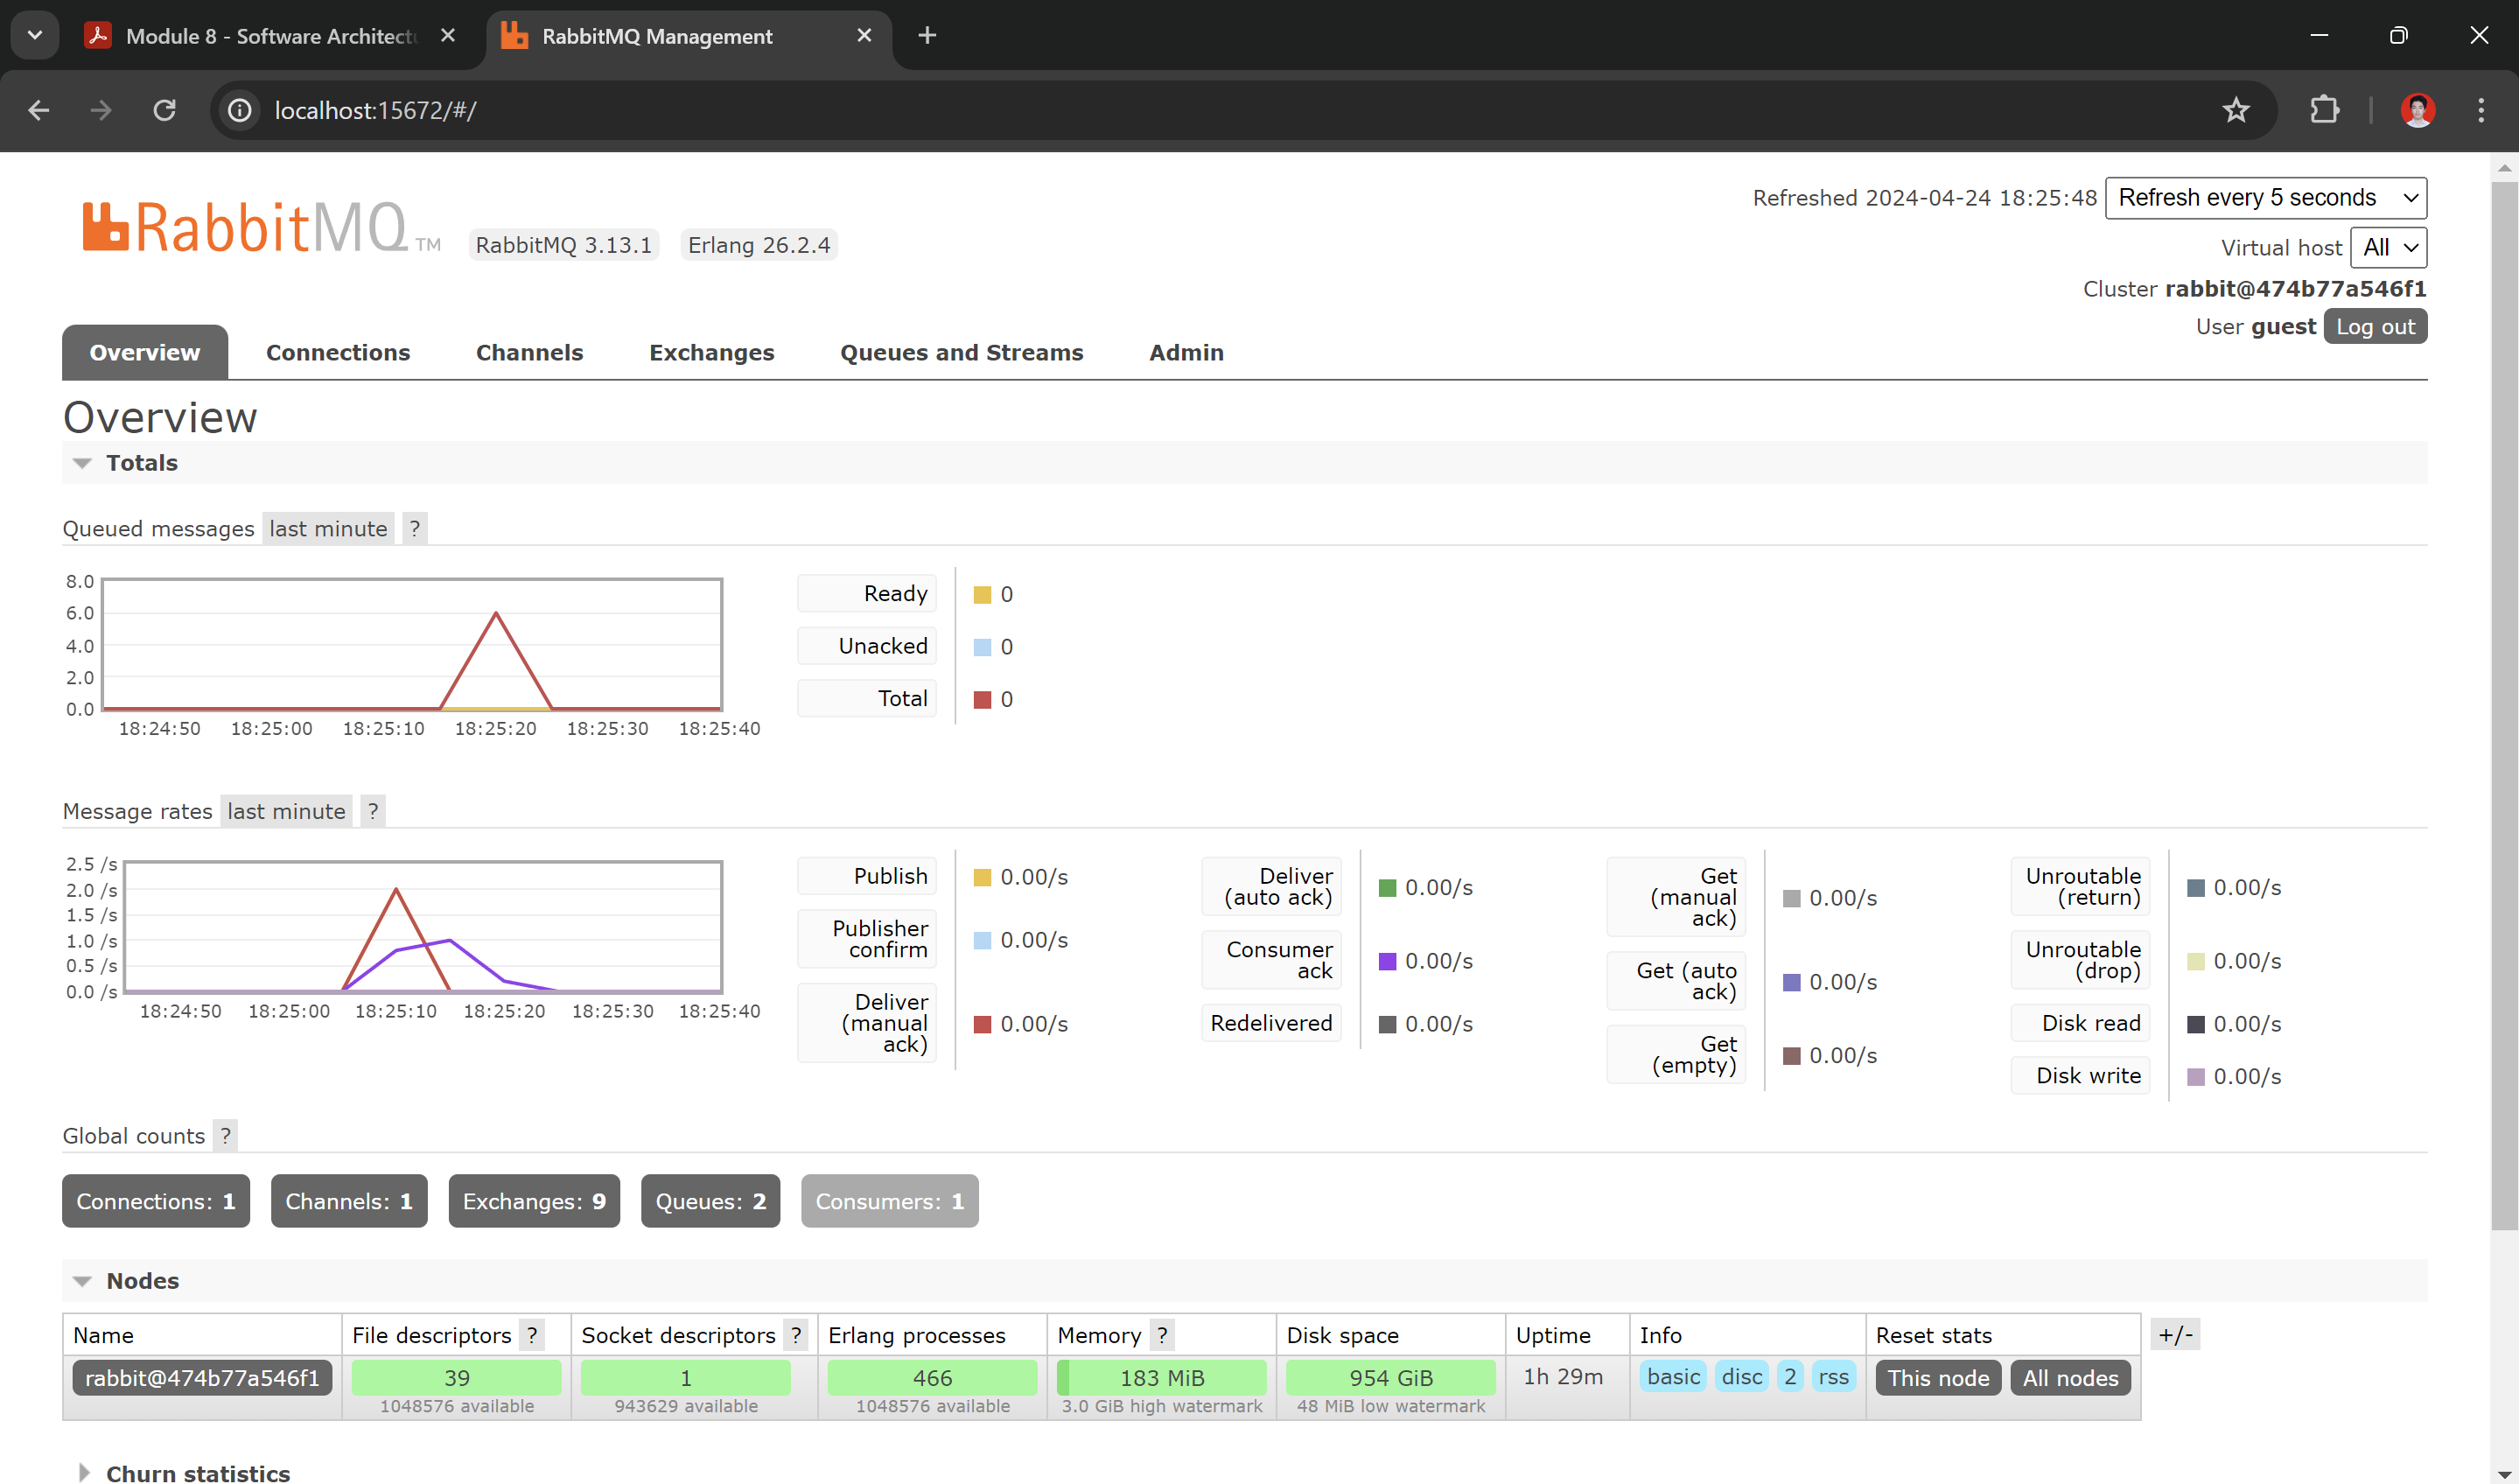 Module 8 - Software Architect
RabbitMQ Management
localhost:15672/#/
RabbitMQ TM
RabbitMQ 3.13.1
Erlang 26.2.4
Refreshed 2024-04-24 18:25:48
Refresh every 5 seconds
Virtual host All
Cluster rabbit@474b77a546f1
User guest Log out
Overview
Connections
Channels
Exchanges
Queues and Streams
Admin
Overview
Totals
Queued messages last minute ?
8.0
6.0
4.0
2.0
0.0
18:24:50 18:25:00 18:25:10 18:25:20 18:25:30 18:25:40
Ready 0
Unacked 0
Total 0
Message rates last minute ?
2.5 /s
2.0 /s
1.5 /s
1.0 /s
0.5 /s
0.0 /s
18:24:50 18:25:00 18:25:10 18:25:20 18:25:30 18:25:40
Publish 0.00/s
Publisher
confirm 0.00/s
Deliver
(manual
ack) 0.00/s
Deliver
(auto ack) 0.00/s
Consumer
ack 0.00/s
Redelivered 0.00/s
Get
(manual
ack) 0.00/s
Get (auto
ack) 0.00/s
Get
(empty) 0.00/s
Unroutable
(return) 0.00/s
Unroutable
(drop) 0.00/s
Disk read 0.00/s
Disk write 0.00/s
Global counts ?
Connections: 1
Channels: 1
Exchanges: 9
Queues: 2
Consumers: 1
Nodes
Name File descriptors ? Socket descriptors ? Erlang processes Memory ? Disk space Uptime Info Reset stats +/-
rabbit@474b77a546f1 39 1 466 183 MiB 954 GiB 1h 29m basic disc 2 rss This node All nodes
1048576 available 943629 available 1048576 available 3.0 GiB high watermark 48 MiB low watermark
Churn statistics